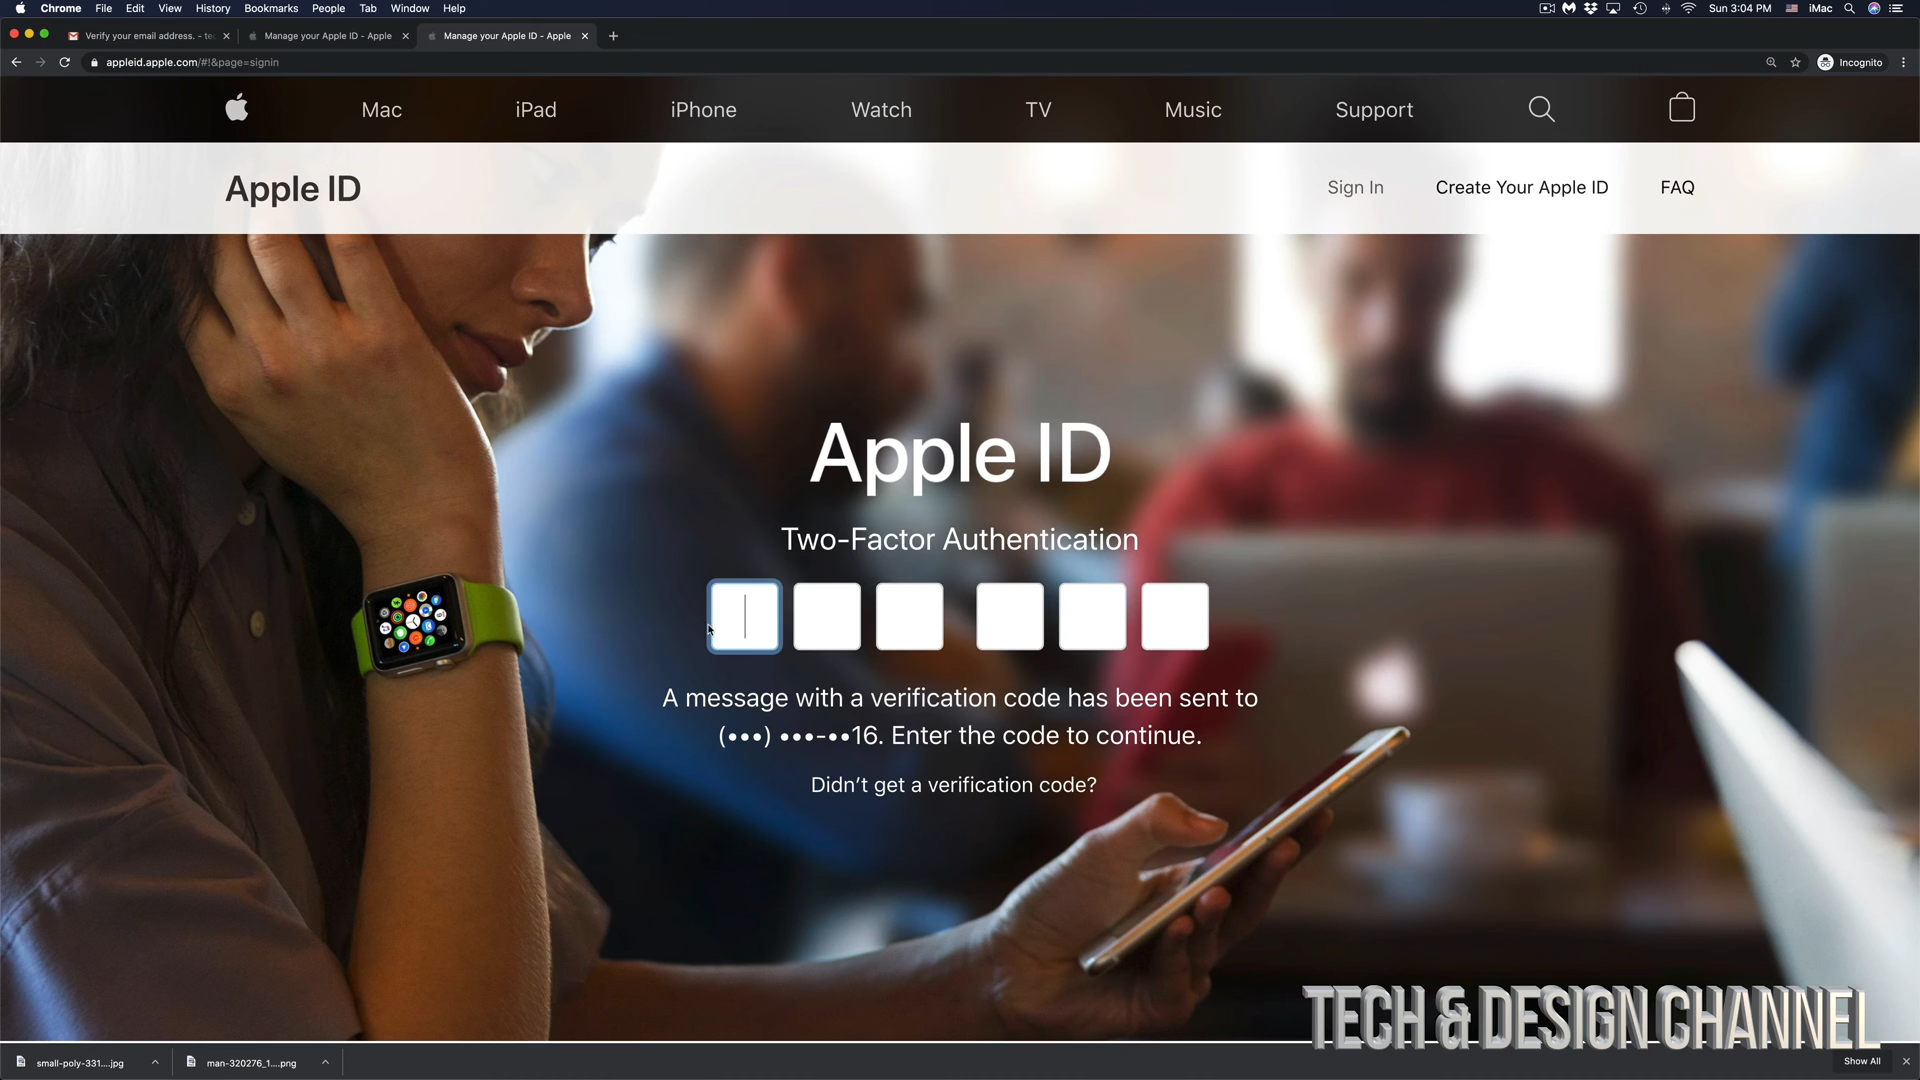 Chrome File Edit View History Bookmarks People Tab Window Help Sun 3:04 PM iMac
Verify your email address. - tec Manage your Apple ID - Apple Manage your Apple ID - Apple
appleid.apple.com/#!&page=signin Incognito
Mac iPad iPhone Watch TV Music Support
Apple ID Sign In Create Your Apple ID FAQ
Apple ID
Two-Factor Authentication
A message with a verification code has been sent to
(•••) •••-••16. Enter the code to continue.
Didn’t get a verification code?
TECH & DESIGN CHANNEL
small-poly-331....jpg man-320276_1....png Show All